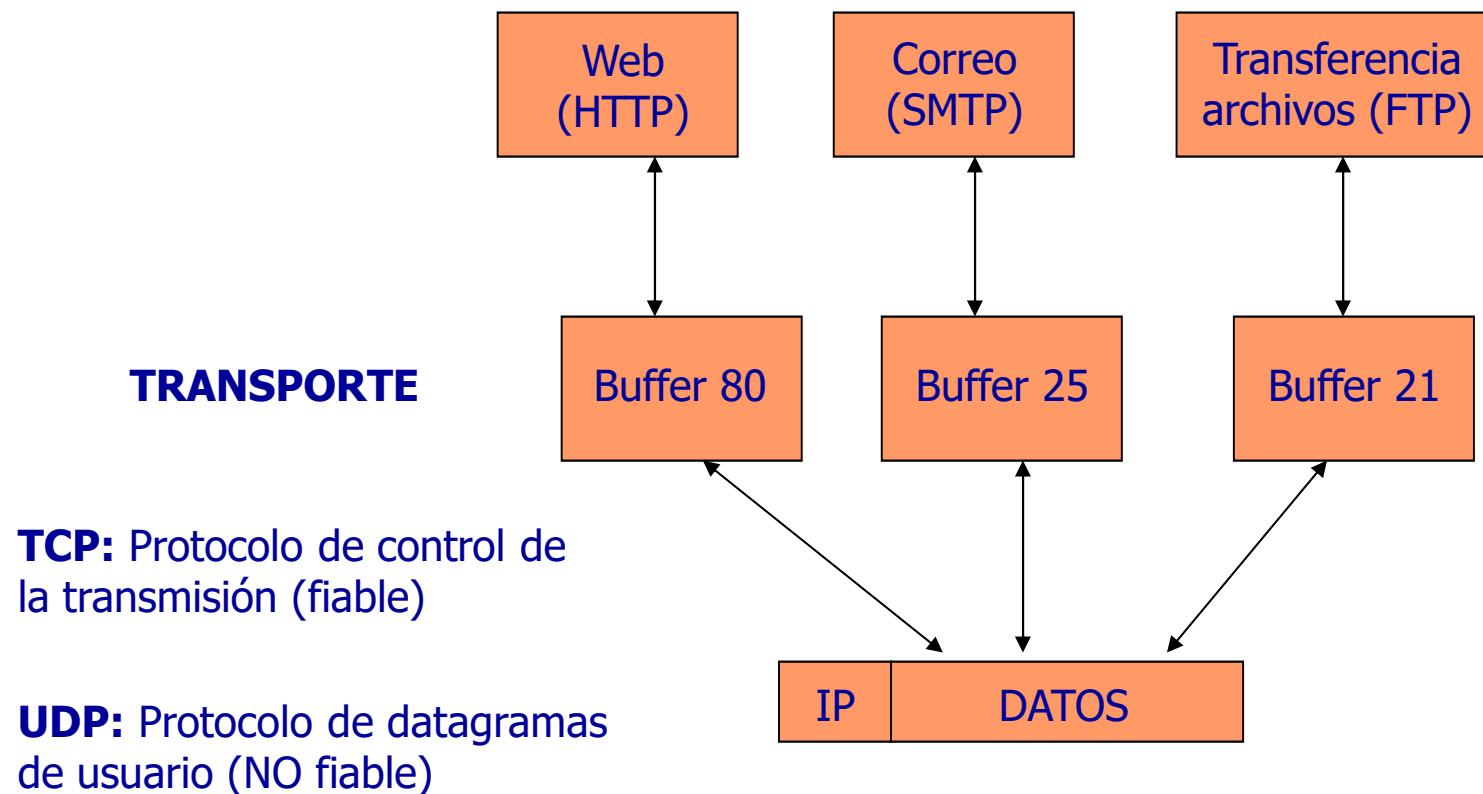 Web
(HTTP)
Correo
(SMTP)
Transferencia
archivos (FTP)
TRANSPORTE
Buffer 80
Buffer 25
Buffer 21
TCP: Protocolo de control de
la transmisión (fiable)
UDP: Protocolo de datagramas
de usuario (NO fiable)
IP
DATOS